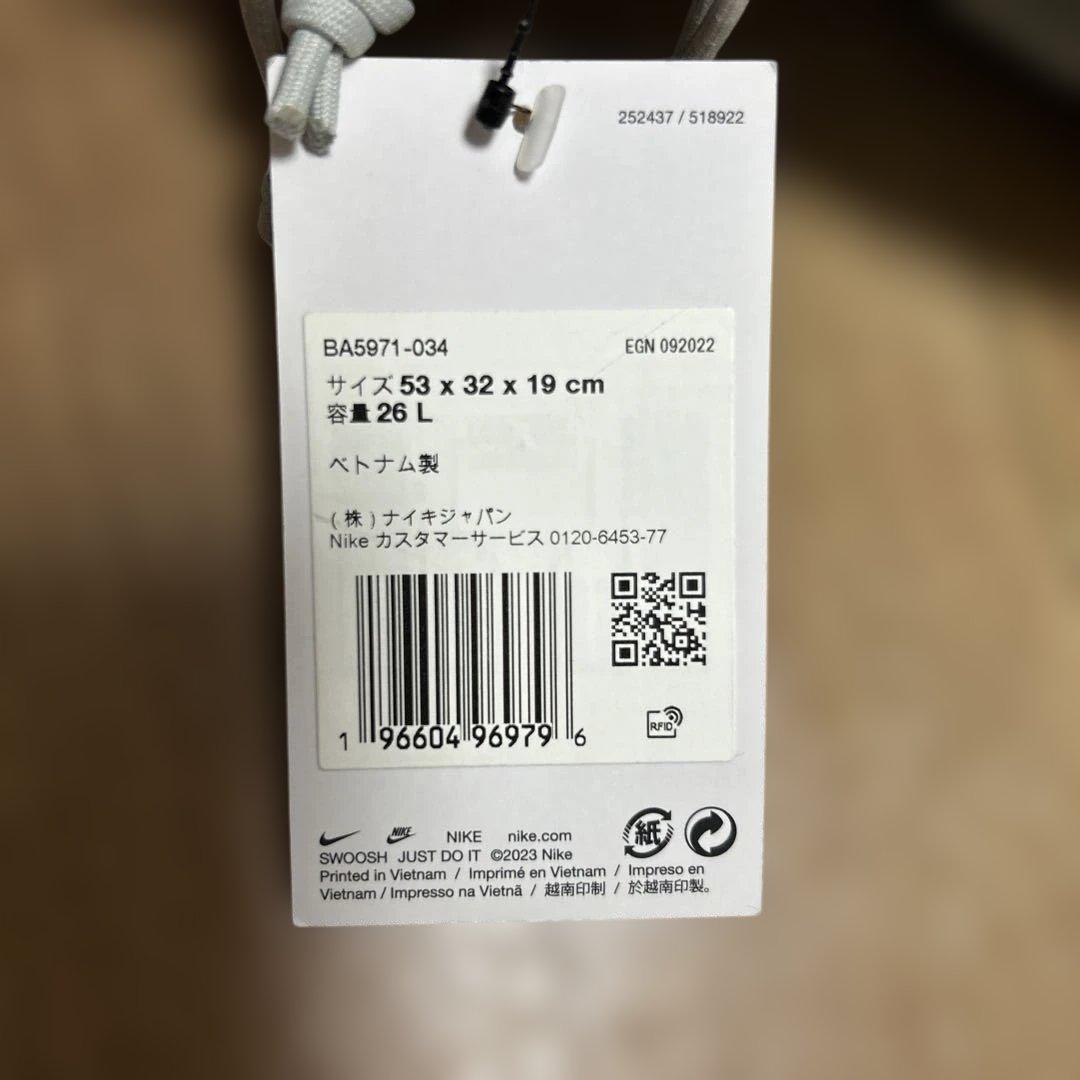 252437 / 518922
BA5971-034
EGN 092022
サイズ 53 x 32 x 19 cm
容量 26 L
ベトナム製
(株)ナイキジャパン
Nike カスタマーサービス 0120-6453-77
1 96604 96979 6
RFID
紙
NIKE NIKE nike.com
SWOOSH JUST DO IT ©2023 Nike
Printed in Vietnam / Imprimé en Vietnam / Impreso en
Vietnam / Impresso na Vietnã / 越南印制 / 於越南印製。